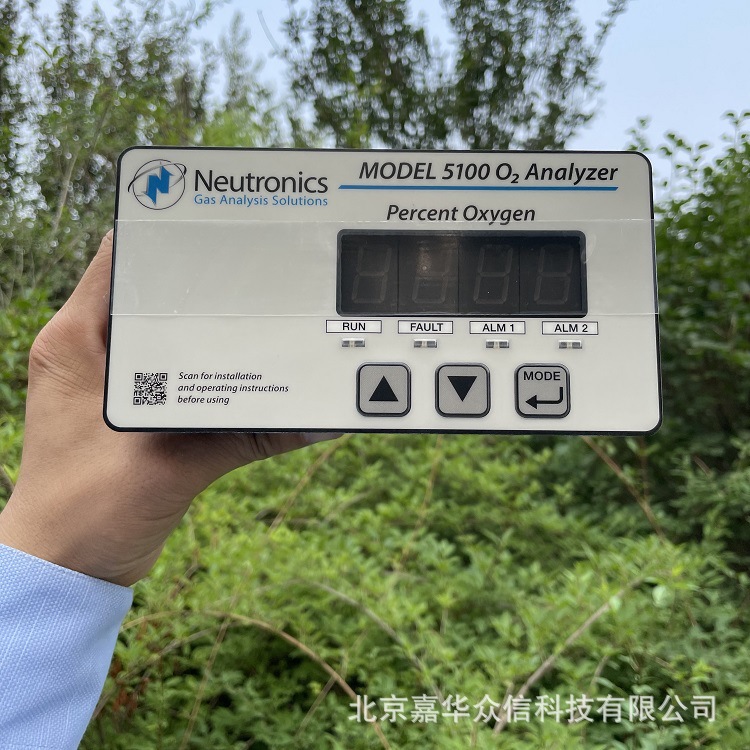 Neutronics
Gas Analysis Solutions
MODEL 5100 O₂ Analyzer
Percent Oxygen
RUN FAULT ALM 1 ALM 2
Scan for installation
and operating instructions
before using
MODE
北京嘉华众信科技有限公司